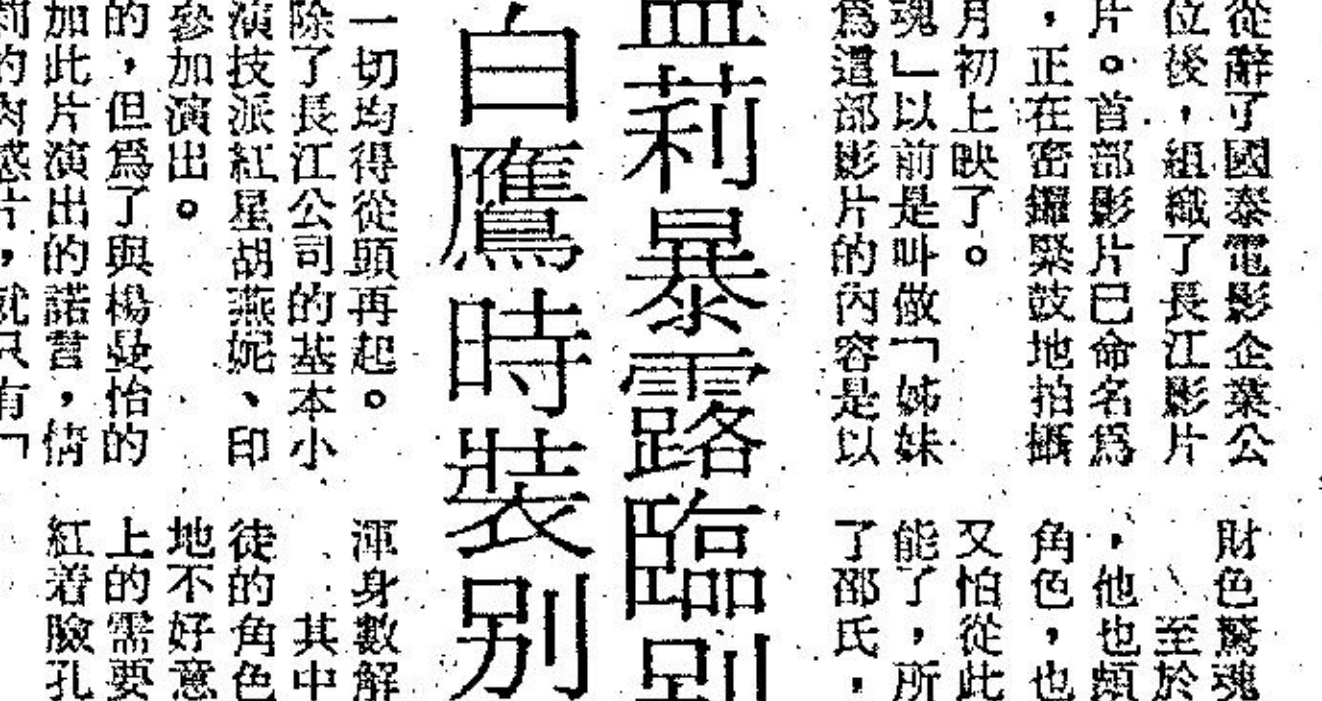 從辭了國泰電影企業公
位後，組織了長江影片
片。首部影片已命名爲
，正在密鑼緊鼓地拍攝
月初上映了。
魂」以前是叫做「姊妹
爲這部影片的內容是以
財色驚魂
至於
，他也頗
角色，也
又怕從此
能了，所
了邵氏，
莉暴露臨別
白鷹時裝別
一切均得從頭再起。
除了長江公司的基本小
演技派紅星胡燕妮、印
參加演出。
的，但爲了與楊曼怡的
加此片演出的諾言，情
莉的肉感片，就只有「
渾身數解
其中
徒的角色
地不好意
上的需要
紅着臉孔